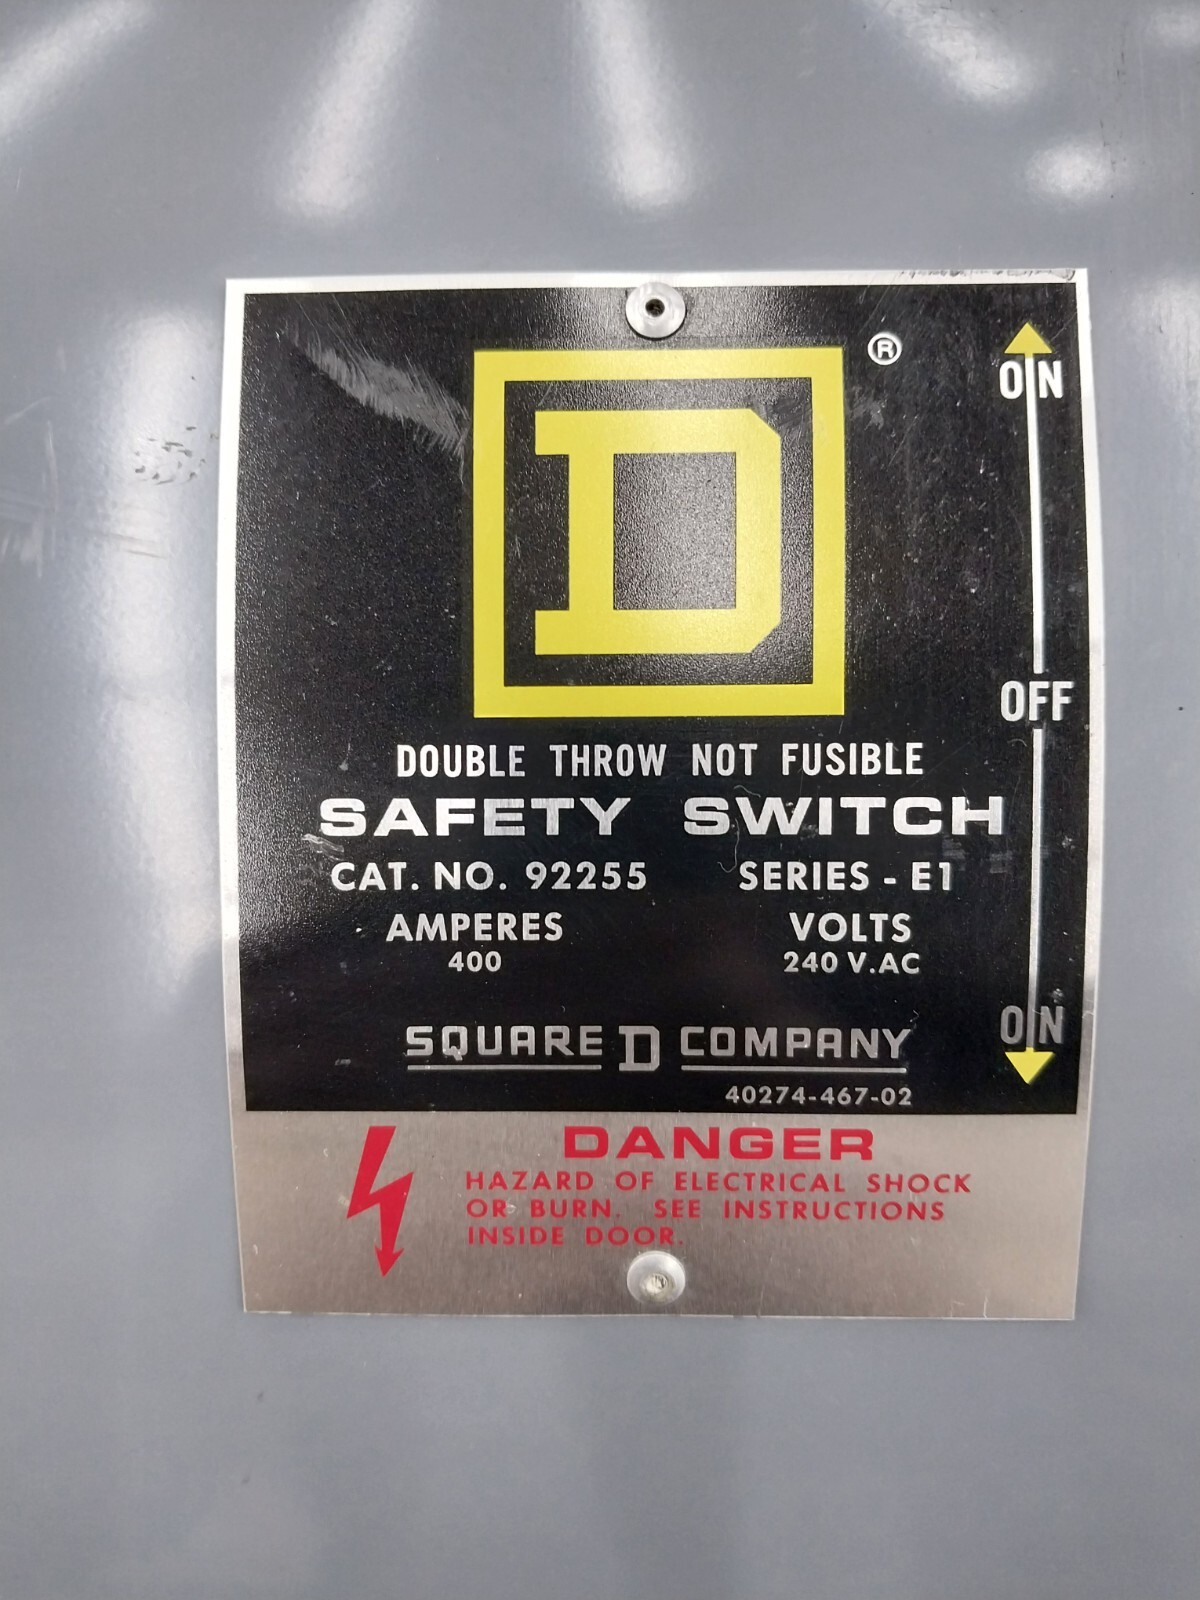 D
®
ON
OFF
DOUBLE THROW NOT FUSIBLE
SAFETY SWITCH
CAT. NO. 92255 SERIES - E1
AMPERES VOLTS
400 240 V.AC
ON
SQUARE D COMPANY
40274-467-02
DANGER
HAZARD OF ELECTRICAL SHOCK
OR BURN. SEE INSTRUCTIONS
INSIDE DOOR.